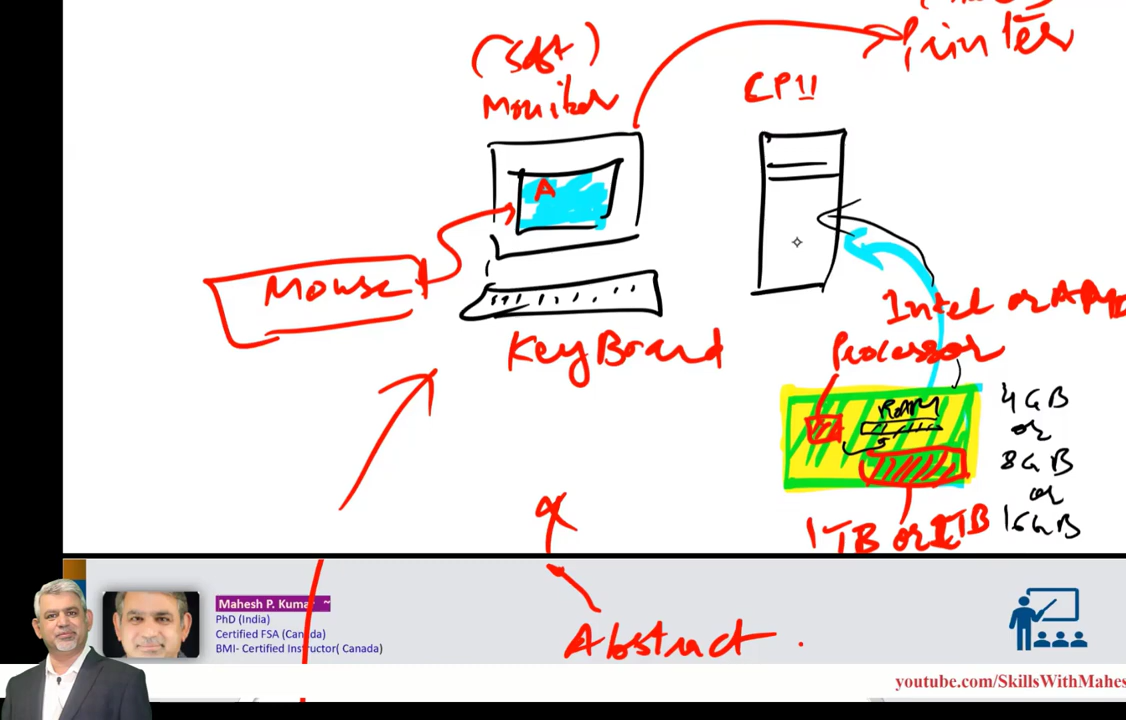 Printer
(Soft)
Monitor
CPU
A
Mouse
KeyBoard
Intel or AMD
Processor
RAM
4GB
or
8GB
or
16GB
1TB or 2TB
Abstract
Mahesh P. Kumar ~
PhD (India)
Certified FSA (Canada)
BMI- Certified Instructor( Canada)
youtube.com/SkillsWithMahes